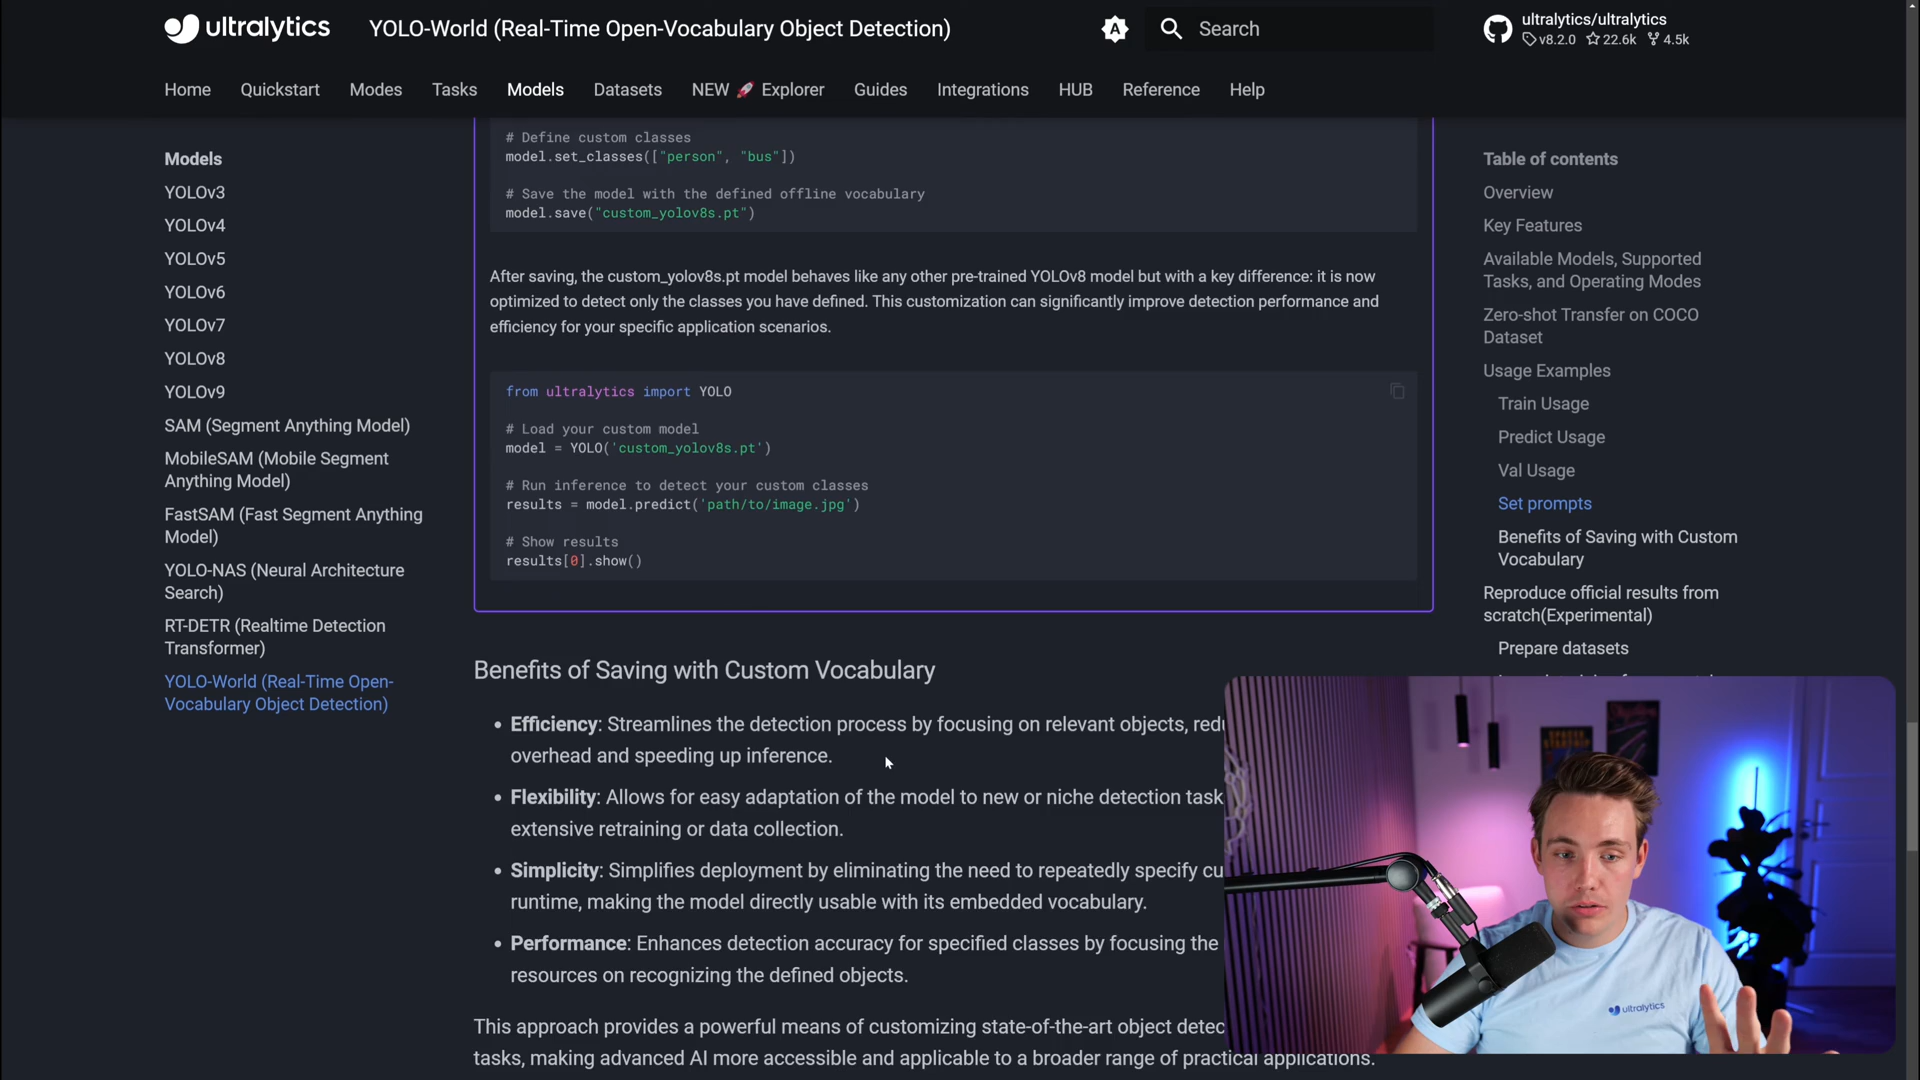 ultralytics
YOLO-World (Real-Time Open-Vocabulary Object Detection)
Search
ultralytics/ultralytics
v8.2.0 22.6k 4.5k
Home Quickstart Modes Tasks Models Datasets NEW 🚀 Explorer Guides Integrations HUB Reference Help
Models
YOLOv3
YOLOv4
YOLOv5
YOLOv6
YOLOv7
YOLOv8
YOLOv9
SAM (Segment Anything Model)
MobileSAM (Mobile Segment
Anything Model)
FastSAM (Fast Segment Anything
Model)
YOLO-NAS (Neural Architecture
Search)
RT-DETR (Realtime Detection
Transformer)
YOLO-World (Real-Time Open-
Vocabulary Object Detection)
# Define custom classes
model.set_classes(["person", "bus"])
# Save the model with the defined offline vocabulary
model.save("custom_yolov8s.pt")
After saving, the custom_yolov8s.pt model behaves like any other pre-trained YOLOv8 model but with a key difference: it is now
optimized to detect only the classes you have defined. This customization can significantly improve detection performance and
efficiency for your specific application scenarios.
from ultralytics import YOLO
# Load your custom model
model = YOLO('custom_yolov8s.pt')
# Run inference to detect your custom classes
results = model.predict('path/to/image.jpg')
# Show results
results[0].show()
Benefits of Saving with Custom Vocabulary
• Efficiency: Streamlines the detection process by focusing on relevant objects,
overhead and speeding up inference.
• Flexibility: Allows for easy adaptation of the model to new or niche detection
extensive retraining or data collection.
• Simplicity: Simplifies deployment by eliminating the need to repeatedly specify
runtime, making the model directly usable with its embedded vocabulary.
• Performance: Enhances detection accuracy for specified classes by focusing the
resources on recognizing the defined objects.
This approach provides a powerful means of customizing state-of-the-art object
tasks, making advanced AI more accessible and applicable to a broader range of practical applications.
Table of contents
Overview
Key Features
Available Models, Supported
Tasks, and Operating Modes
Zero-shot Transfer on COCO
Dataset
Usage Examples
Train Usage
Predict Usage
Val Usage
Set prompts
Benefits of Saving with Custom
Vocabulary
Reproduce official results from
scratch(Experimental)
Prepare datasets
ultralytics